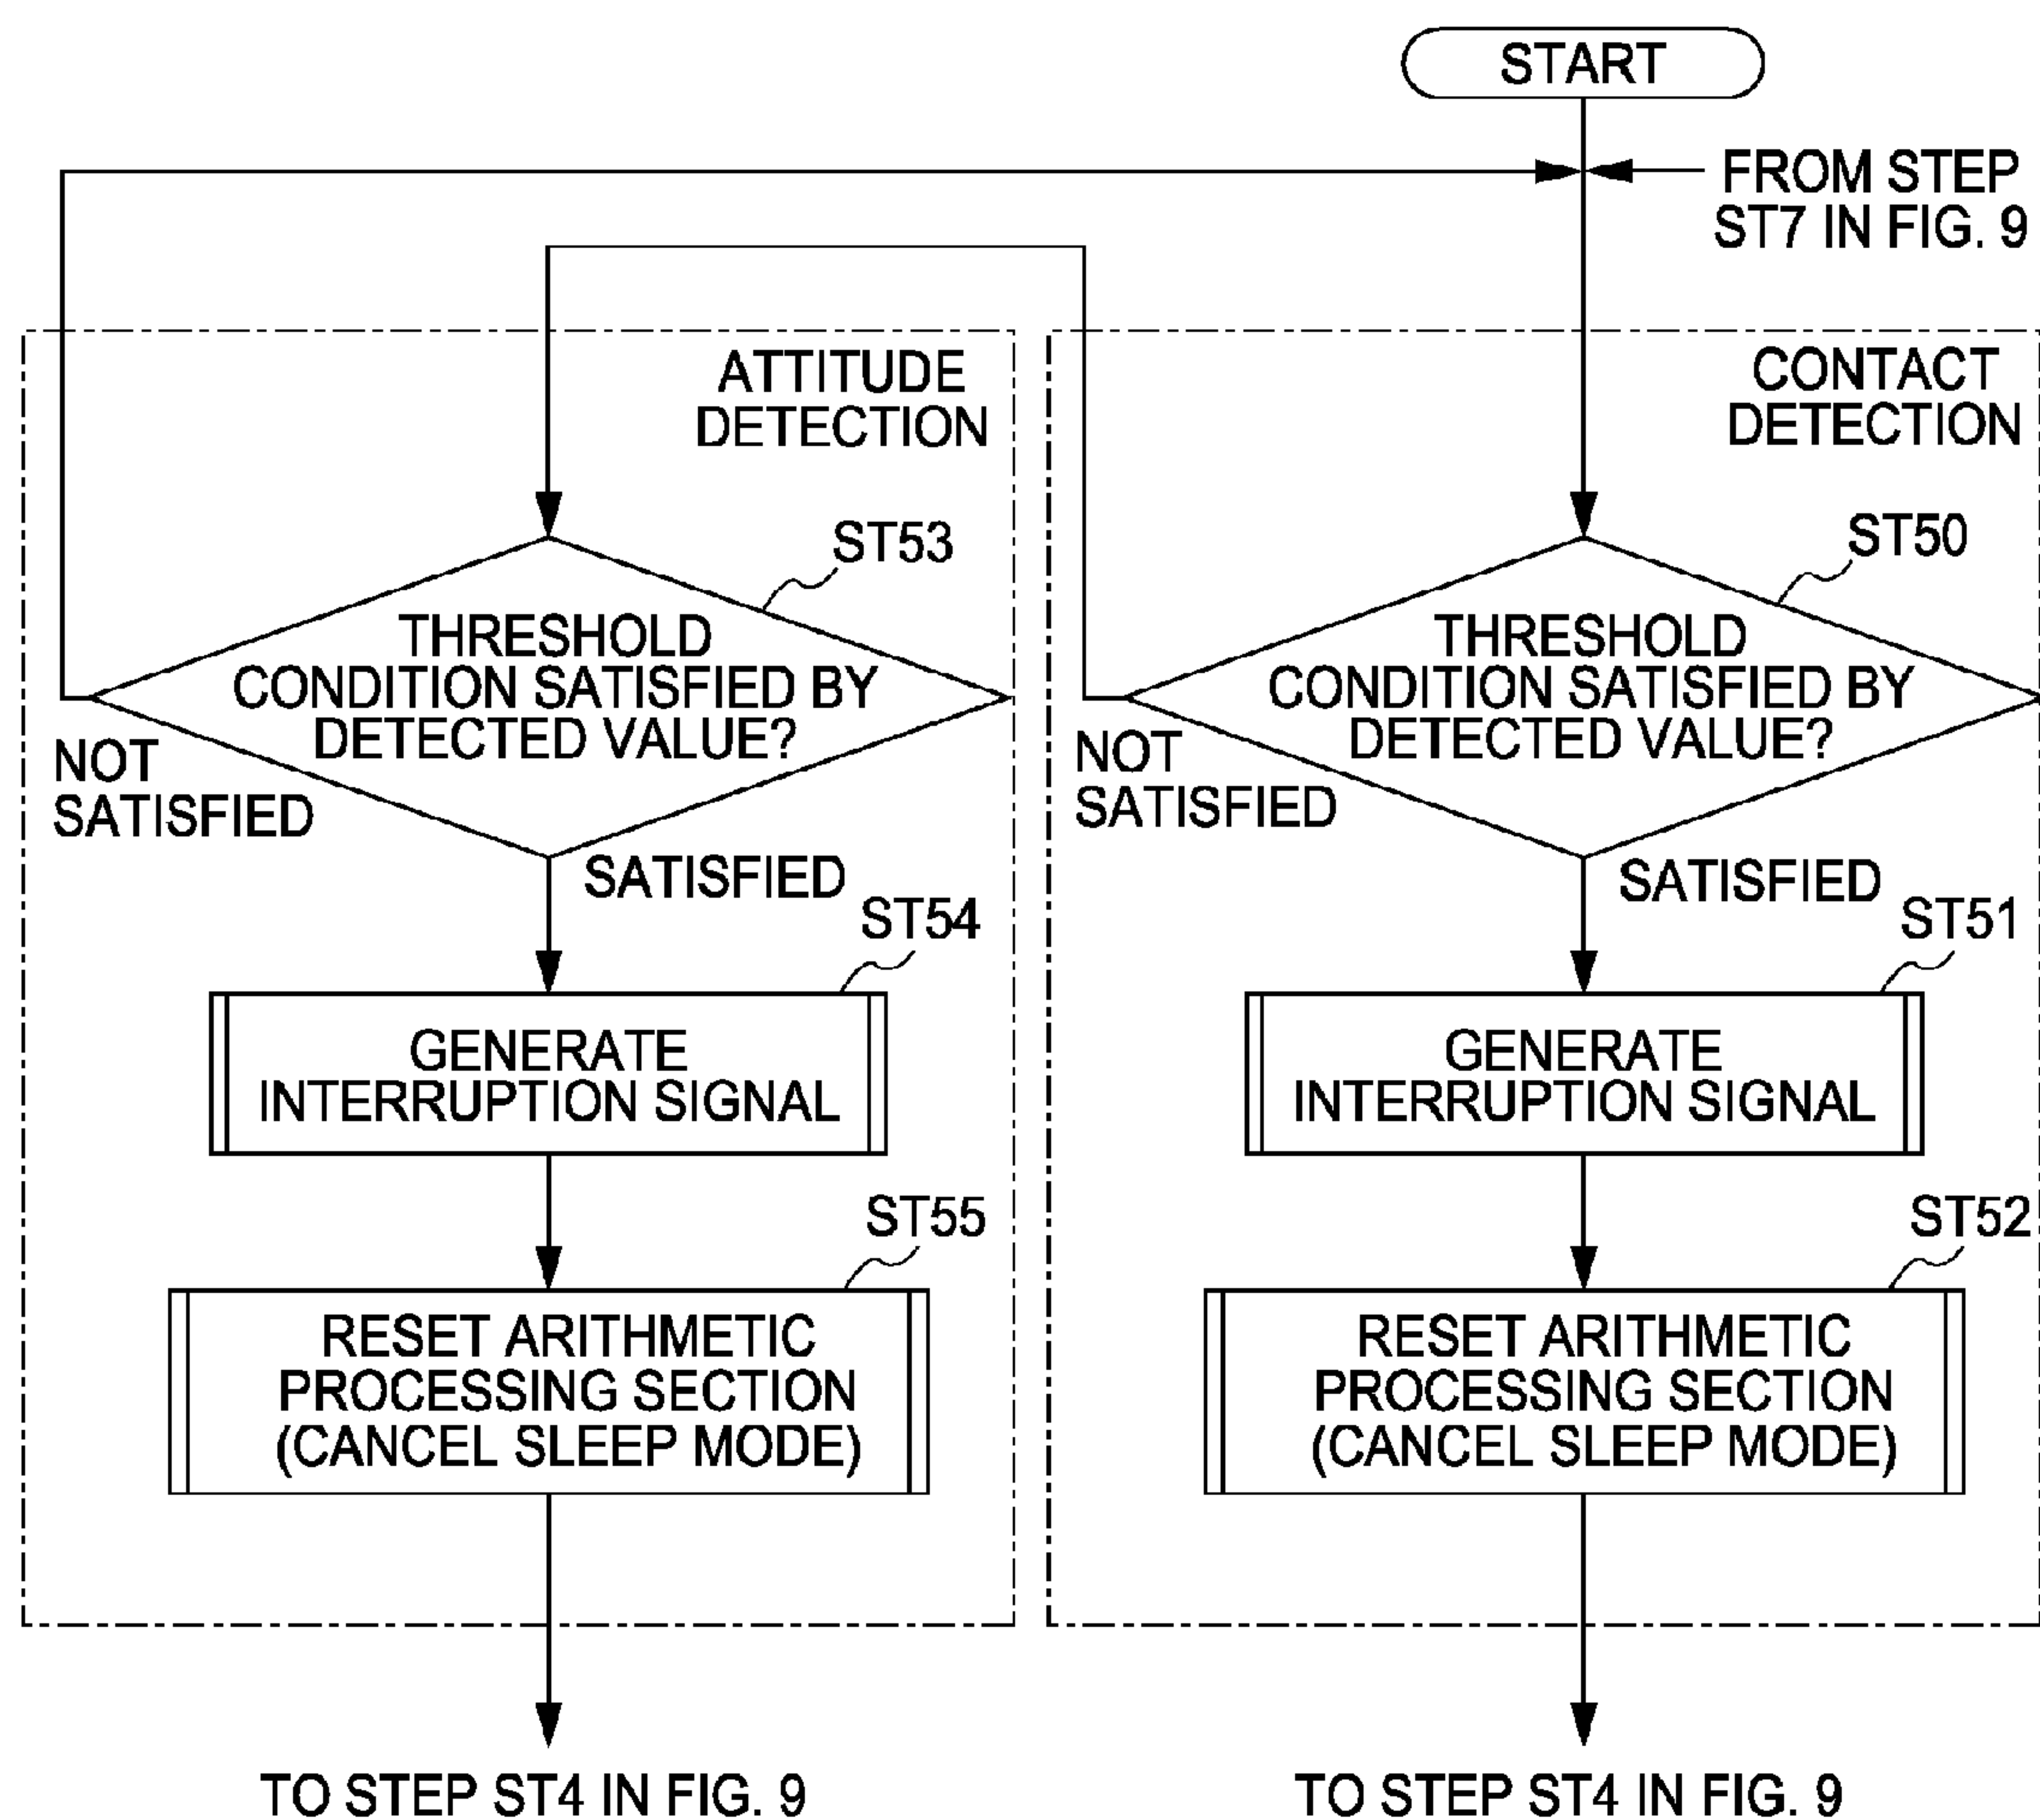 START
FROM STEP
ST7 IN FIG. 9
ATTITUDE
DETECTION
CONTACT
DETECTION
ST53
THRESHOLD
CONDITION SATISFIED BY
DETECTED VALUE?
NOT
SATISFIED
SATISFIED
ST54
GENERATE
INTERRUPTION SIGNAL
ST55
RESET ARITHMETIC
PROCESSING SECTION
(CANCEL SLEEP MODE)
TO STEP ST4 IN FIG. 9
ST50
THRESHOLD
CONDITION SATISFIED BY
DETECTED VALUE?
NOT
SATISFIED
SATISFIED
ST51
GENERATE
INTERRUPTION SIGNAL
ST52
RESET ARITHMETIC
PROCESSING SECTION
(CANCEL SLEEP MODE)
TO STEP ST4 IN FIG. 9